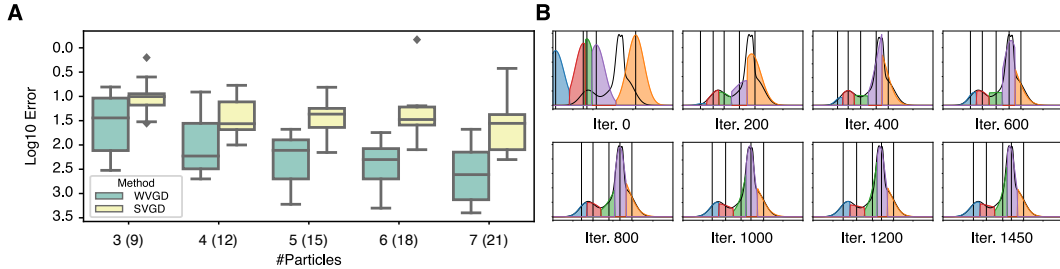 A
Log10 Error
0.0
0.5
1.0
1.5
2.0
2.5
3.0
3.5
Method
WVGD
SVGD
3 (9)
4 (12)
5 (15)
6 (18)
7 (21)
#Particles
B
Iter. 0
Iter. 200
Iter. 400
Iter. 600
Iter. 800
Iter. 1000
Iter. 1200
Iter. 1450